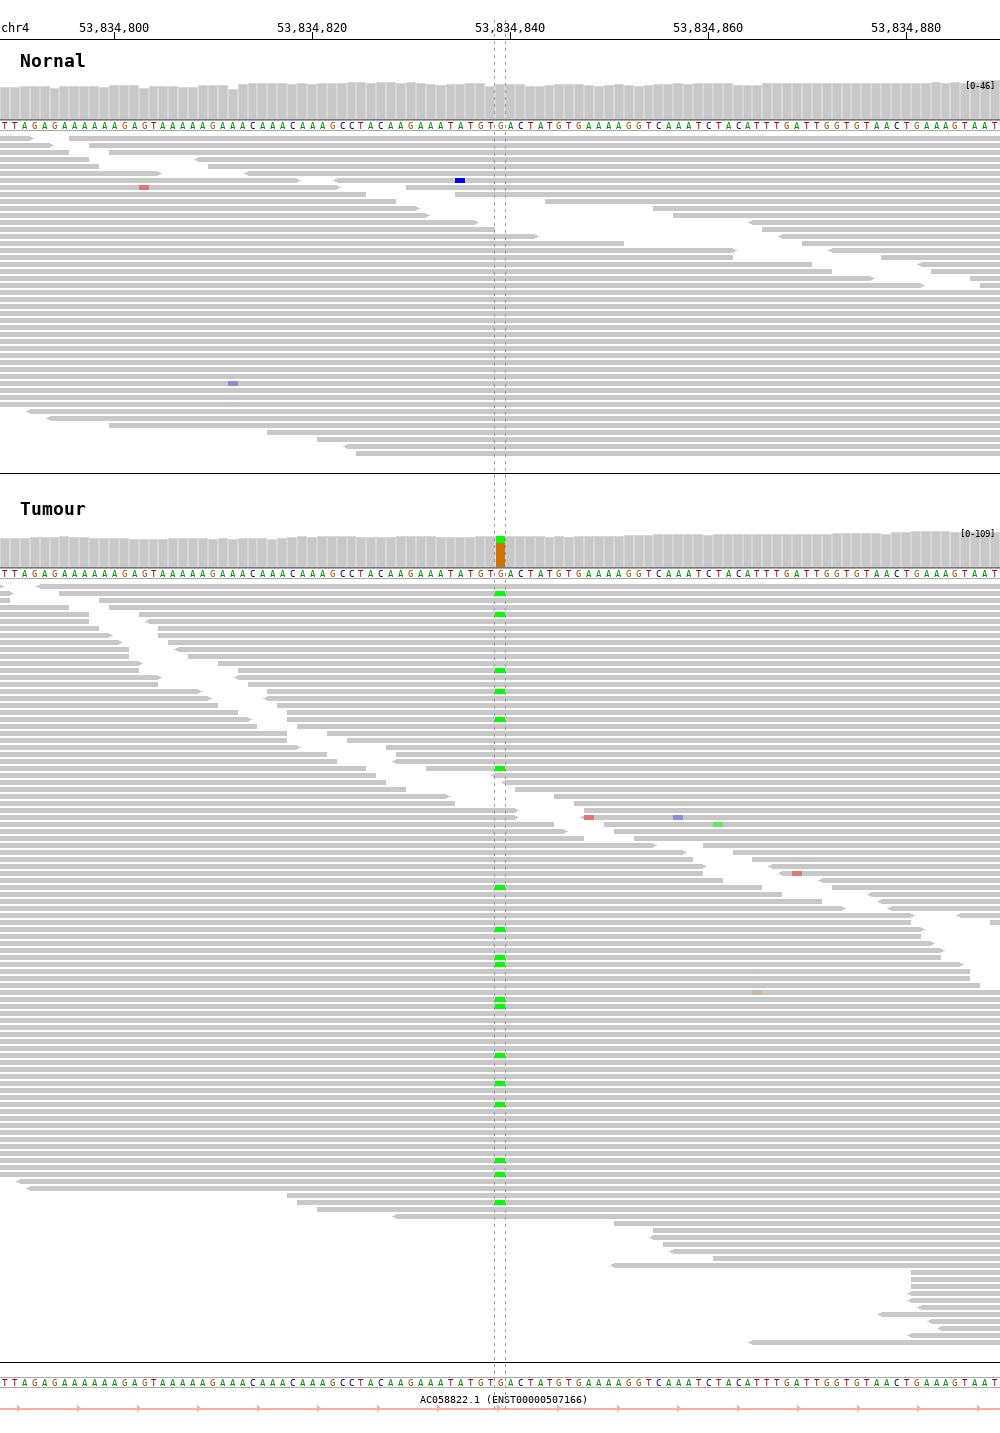 chr4 53,834,800 53,834,820 53,834,840 53,834,860 53,834,880
Nornal
[0-46]
TTAGAGAAAAAAGAGTAAAAAGAAACAAACAAAGCCTACAAGAAATATGTGACTATGTGAAAAGGTCAAATCTACATTTGATTGGTGTAACTGAAAGTAAT
Tumour
[0-109]
TTAGAGAAAAAAGAGTAAAAAGAAACAAACAAAGCCTACAAGAAATATGTGACTATGTGAAAAGGTCAAATCTACATTTGATTGGTGTAACTGAAAGTAAT
TTAGAGAAAAAAGAGTAAAAAGAAACAAACAAAGCCTACAAGAAATATGTGACTATGTGAAAAGGTCAAATCTACATTTGATTGGTGTAACTGAAAGTAAT
AC058822.1 (ENST00000507166)